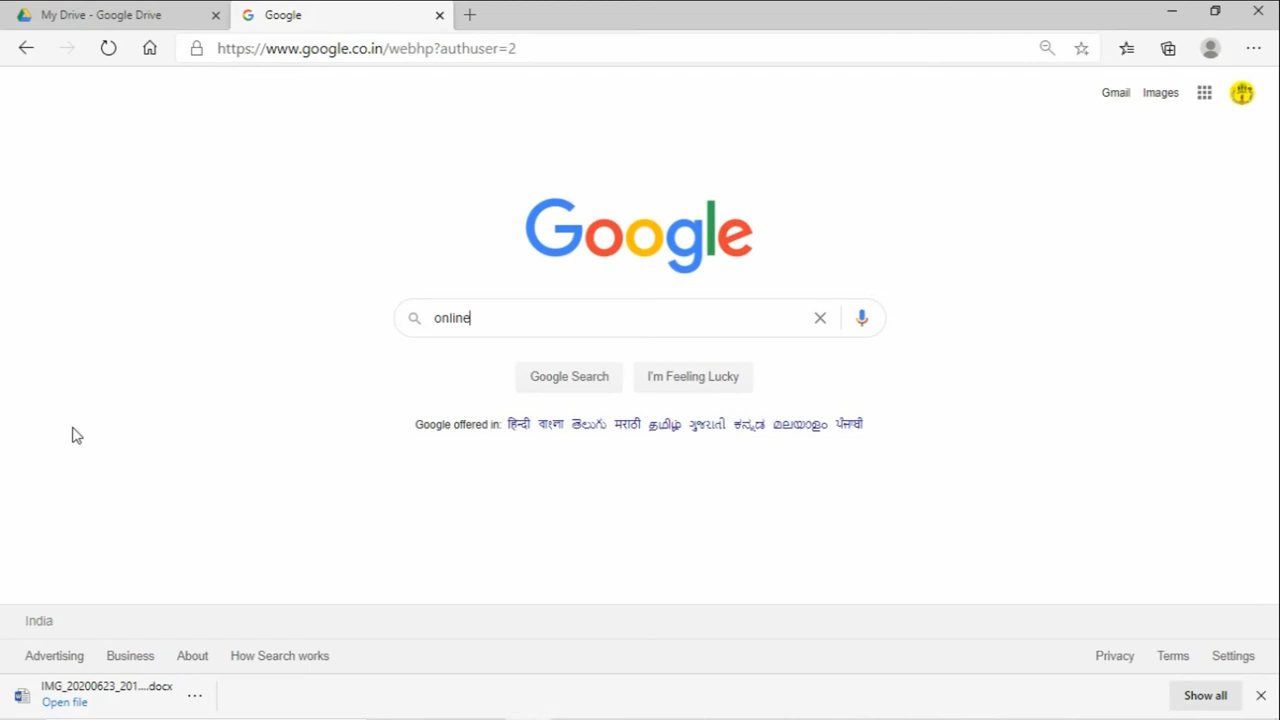 My Drive - Google Drive
Google
https://www.google.co.in/webhp?authuser=2
Gmail Images
Google
online
Google Search I'm Feeling Lucky
Google offered in: हिन्दी বাংলা తెలుగు मराठी தமிழ் ગુજરાતી ಕನ್ನಡ മലയാളം ਪੰਜਾਬੀ
India
Advertising Business About How Search works Privacy Terms Settings
IMG_20200623_201....docx
Open file
Show all